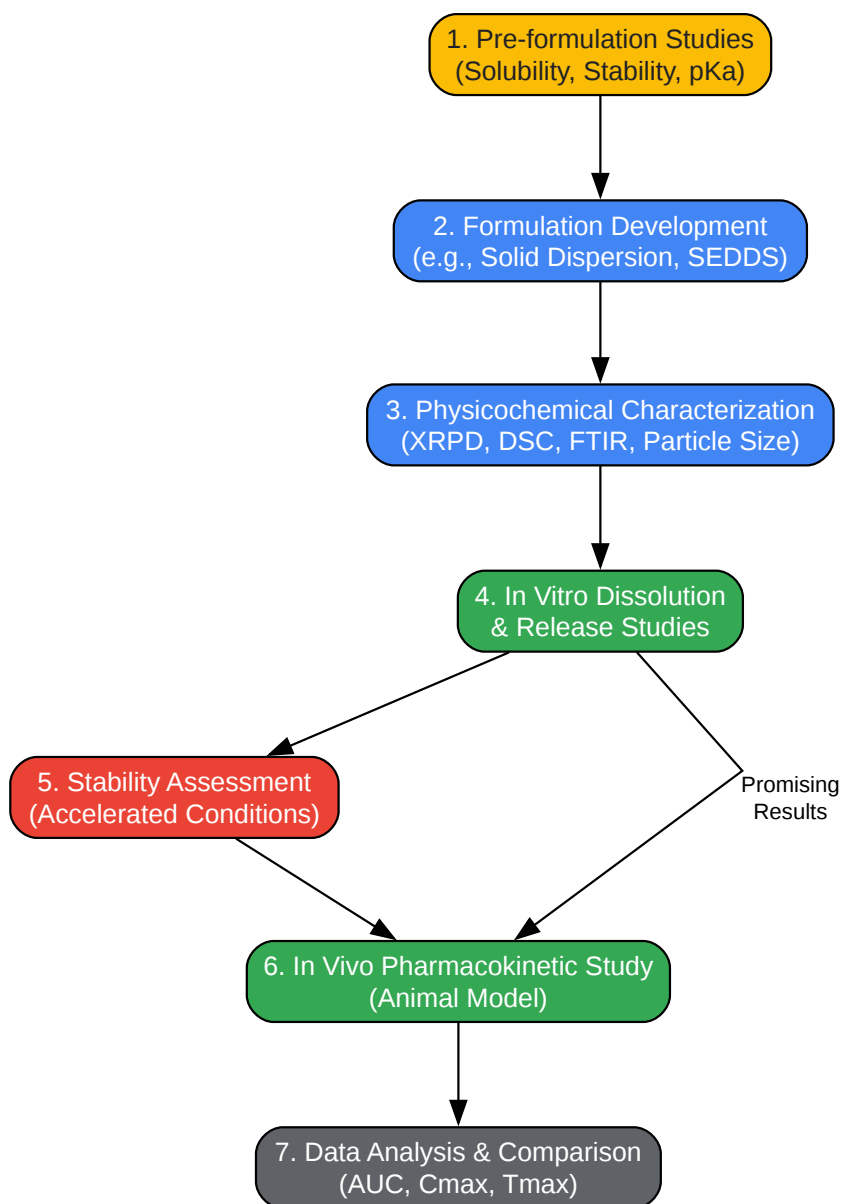 1. Pre-formulation Studies
(Solubility, Stability, pKa)
2. Formulation Development
(e.g., Solid Dispersion, SEDDS)
3. Physicochemical Characterization
(XRPD, DSC, FTIR, Particle Size)
4. In Vitro Dissolution
& Release Studies
5. Stability Assessment
(Accelerated Conditions)
Promising
Results
6. In Vivo Pharmacokinetic Study
(Animal Model)
7. Data Analysis & Comparison
(AUC, Cmax, Tmax)